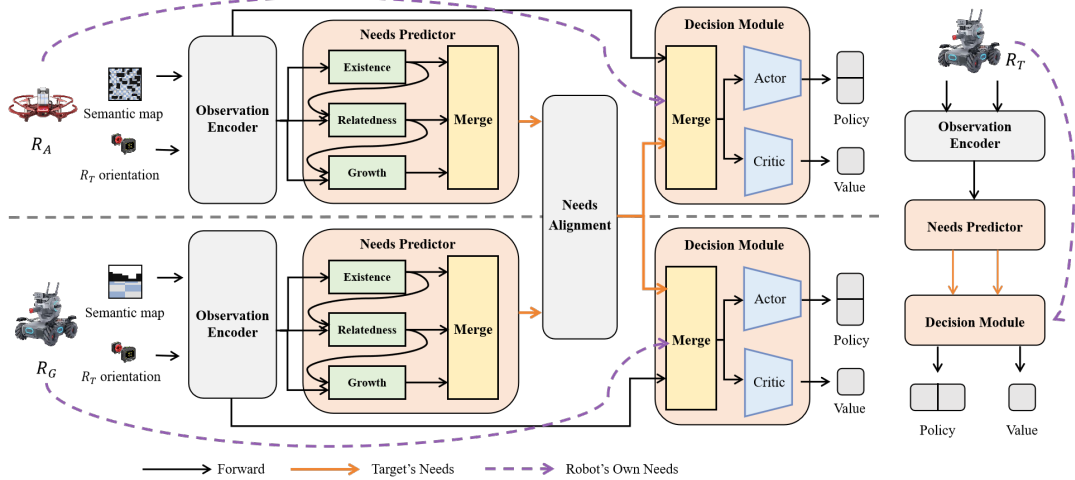 Decision Module
Needs Predictor
Existence
Relatedness
Growth
Merge
Observation
Encoder
Semantic map
R_A
R_T orientation
Merge
Actor
Critic
Policy
Value
Needs
Alignment
Needs Predictor
Existence
Relatedness
Growth
Merge
Observation
Encoder
Semantic map
R_G
R_T orientation
Decision Module
Merge
Actor
Critic
Policy
Value
R_T
Observation
Encoder
Needs Predictor
Decision Module
Policy
Value
Forward
Target's Needs
Robot's Own Needs